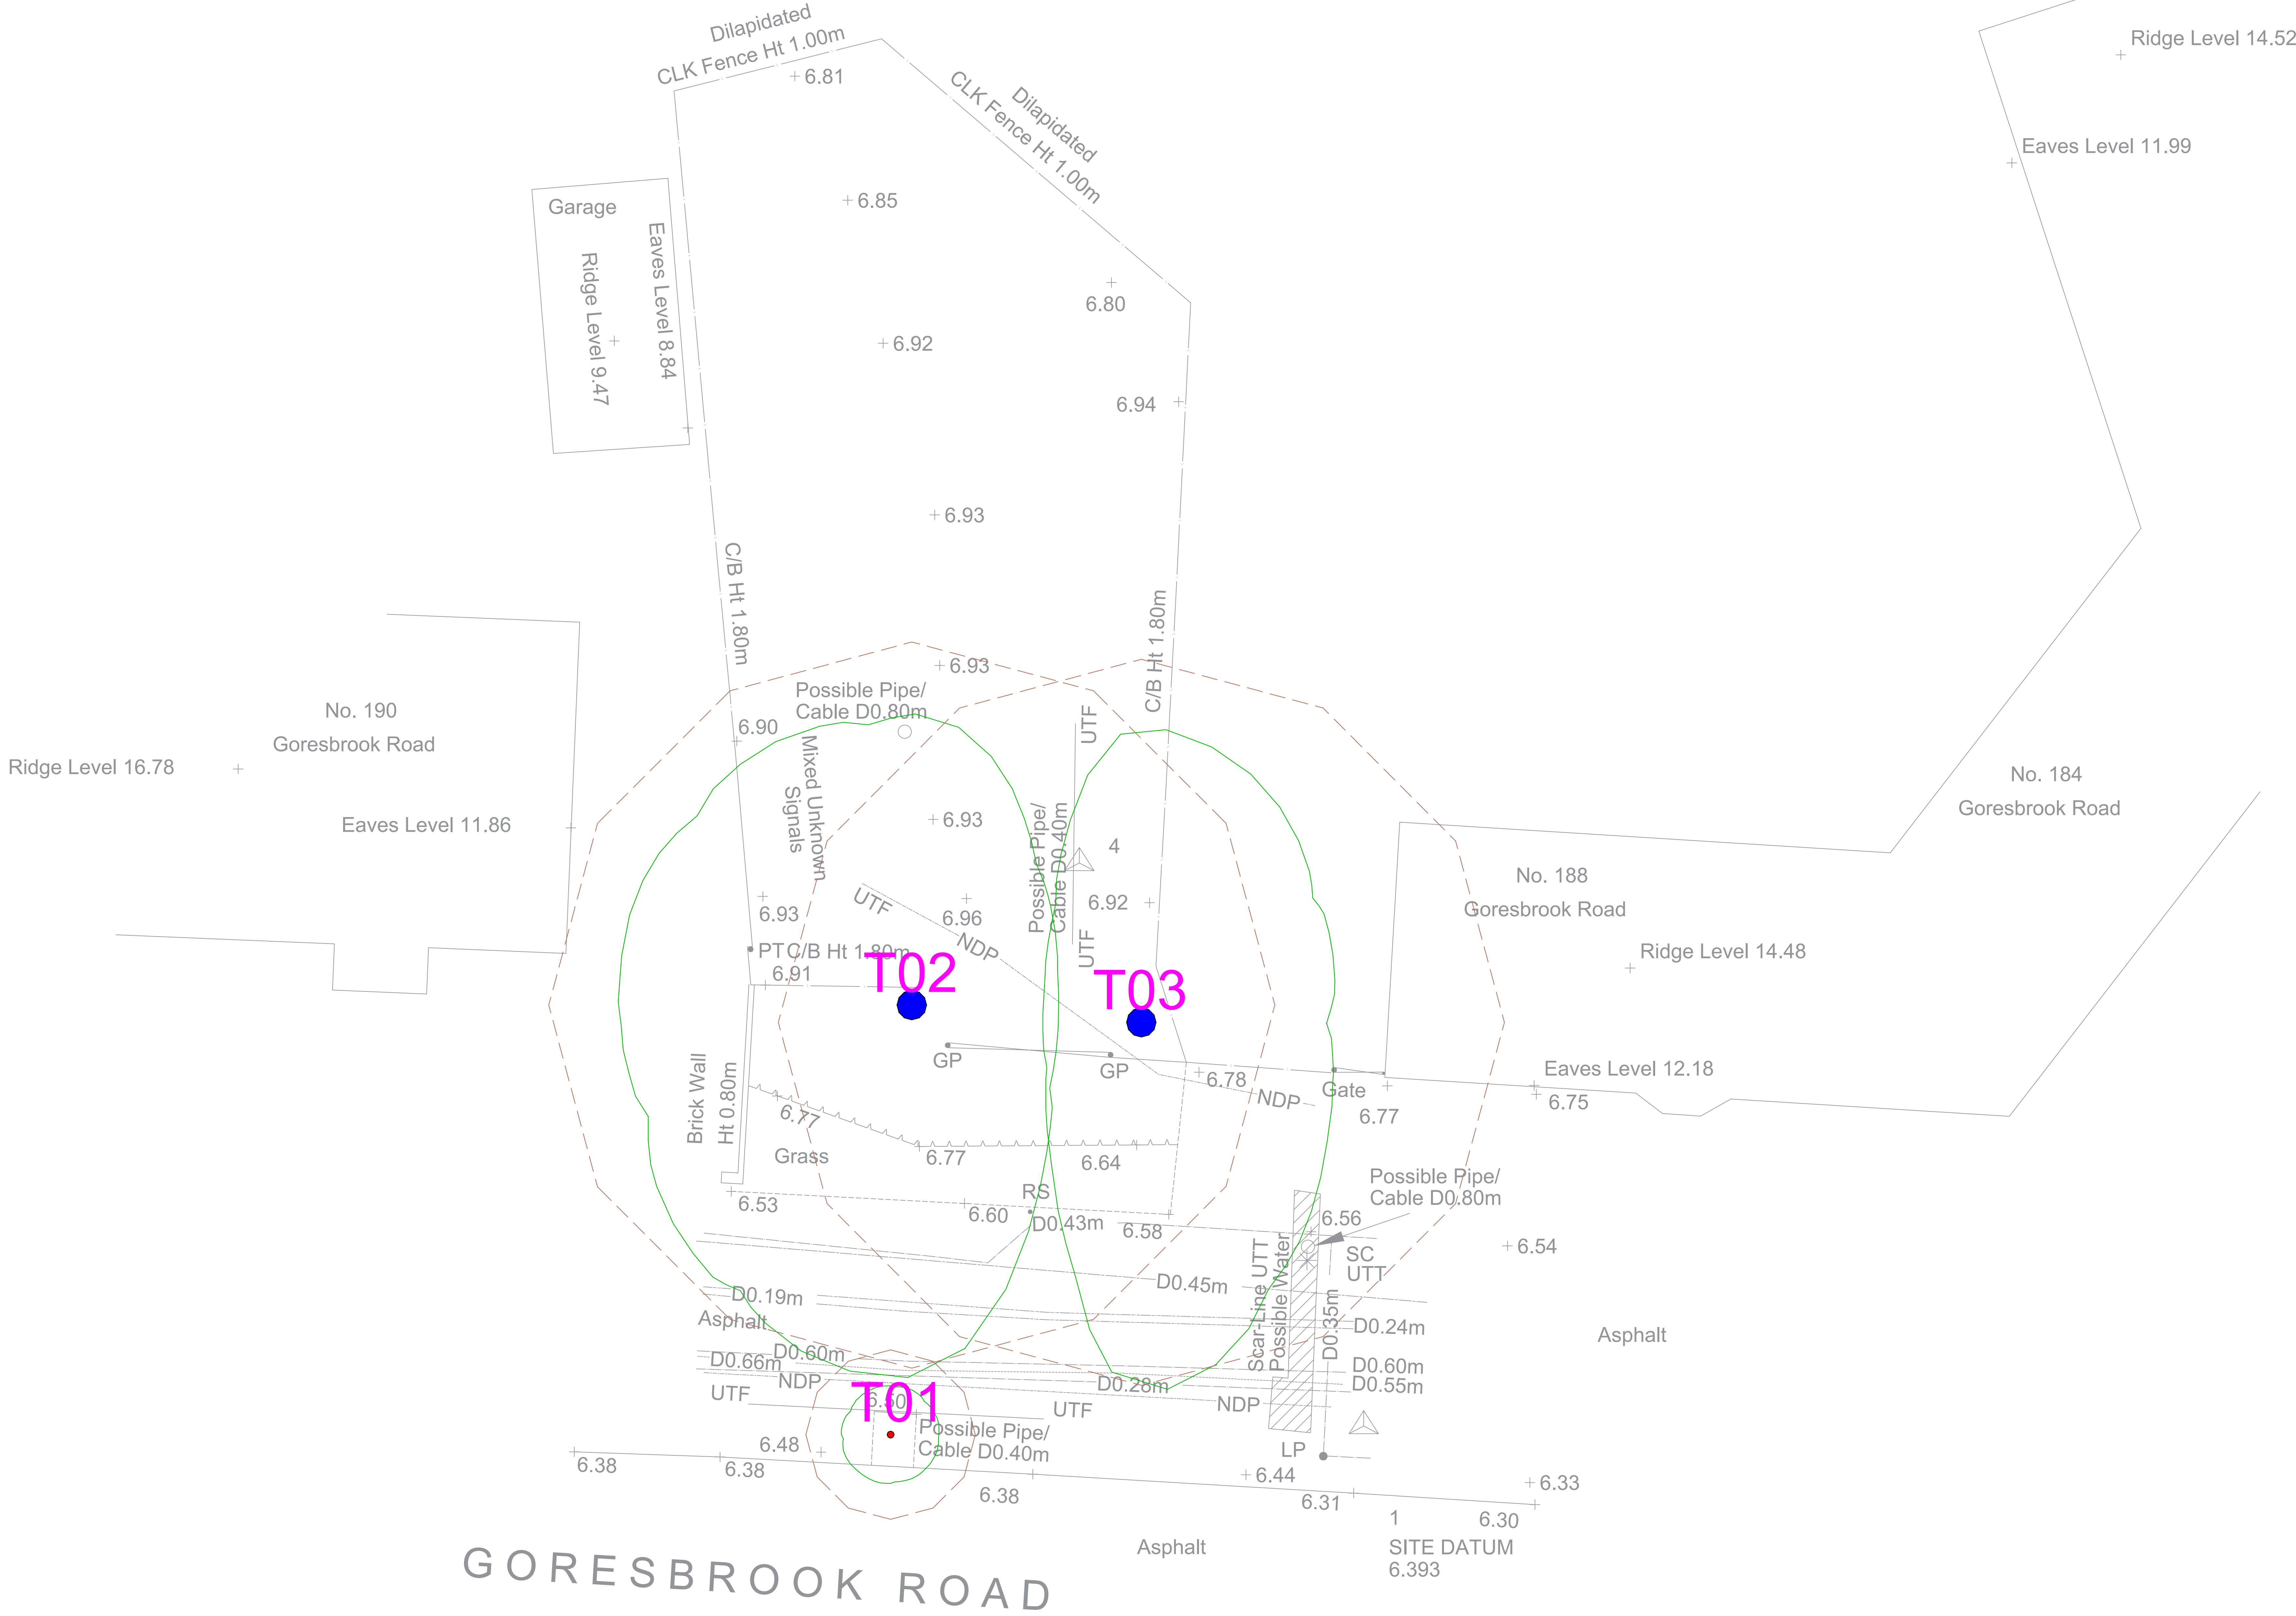 Dilapidated
CLK Fence Ht 1.00m
6.81
Dilapidated
CLK Fence Ht 1.00m
Ridge Level 14.52
Eaves Level 11.99
Garage
Eaves Level 8.84
Ridge Level 9.47
6.85
6.80
6.92
6.94
6.93
C/B Ht 1.80m
C/B Ht 1.80m
6.93
Possible Pipe/
Cable D0.80m
6.90
UTF
No. 190
Goresbrook Road
Ridge Level 16.78
Eaves Level 11.86
Mixed Unknown
Signals
6.93
Possible Pipe/
Cable D0.40m
4
No. 184
Goresbrook Road
UTF
6.93
6.96
6.92
No. 188
Goresbrook Road
NDP
UTF
PT
C/B Ht 1.80m
Ridge Level 14.48
6.91
T02
T03
GP
GP
6.78
Gate
Eaves Level 12.18
NDP
6.77
6.75
Brick Wall
Ht 0.80m
6.77
Grass
6.77
6.64
RS
Possible Pipe/
Cable D0.80m
6.53
6.60
D0.43m
6.58
6.56
6.54
SC
UTT
Scar-Line UTT
Possible Water
D0.45m
D0.19m
D0.35m
Asphalt
D0.24m
Asphalt
D0.60m
D0.66m
D0.60m
NDP
D0.28m
D0.55m
UTF
T01
6.50
UTF
NDP
Possible Pipe/
Cable D0.40m
6.48
LP
6.38
6.38
6.38
6.44
6.31
6.33
1
6.30
SITE DATUM
6.393
Asphalt
GORESBROOK ROAD